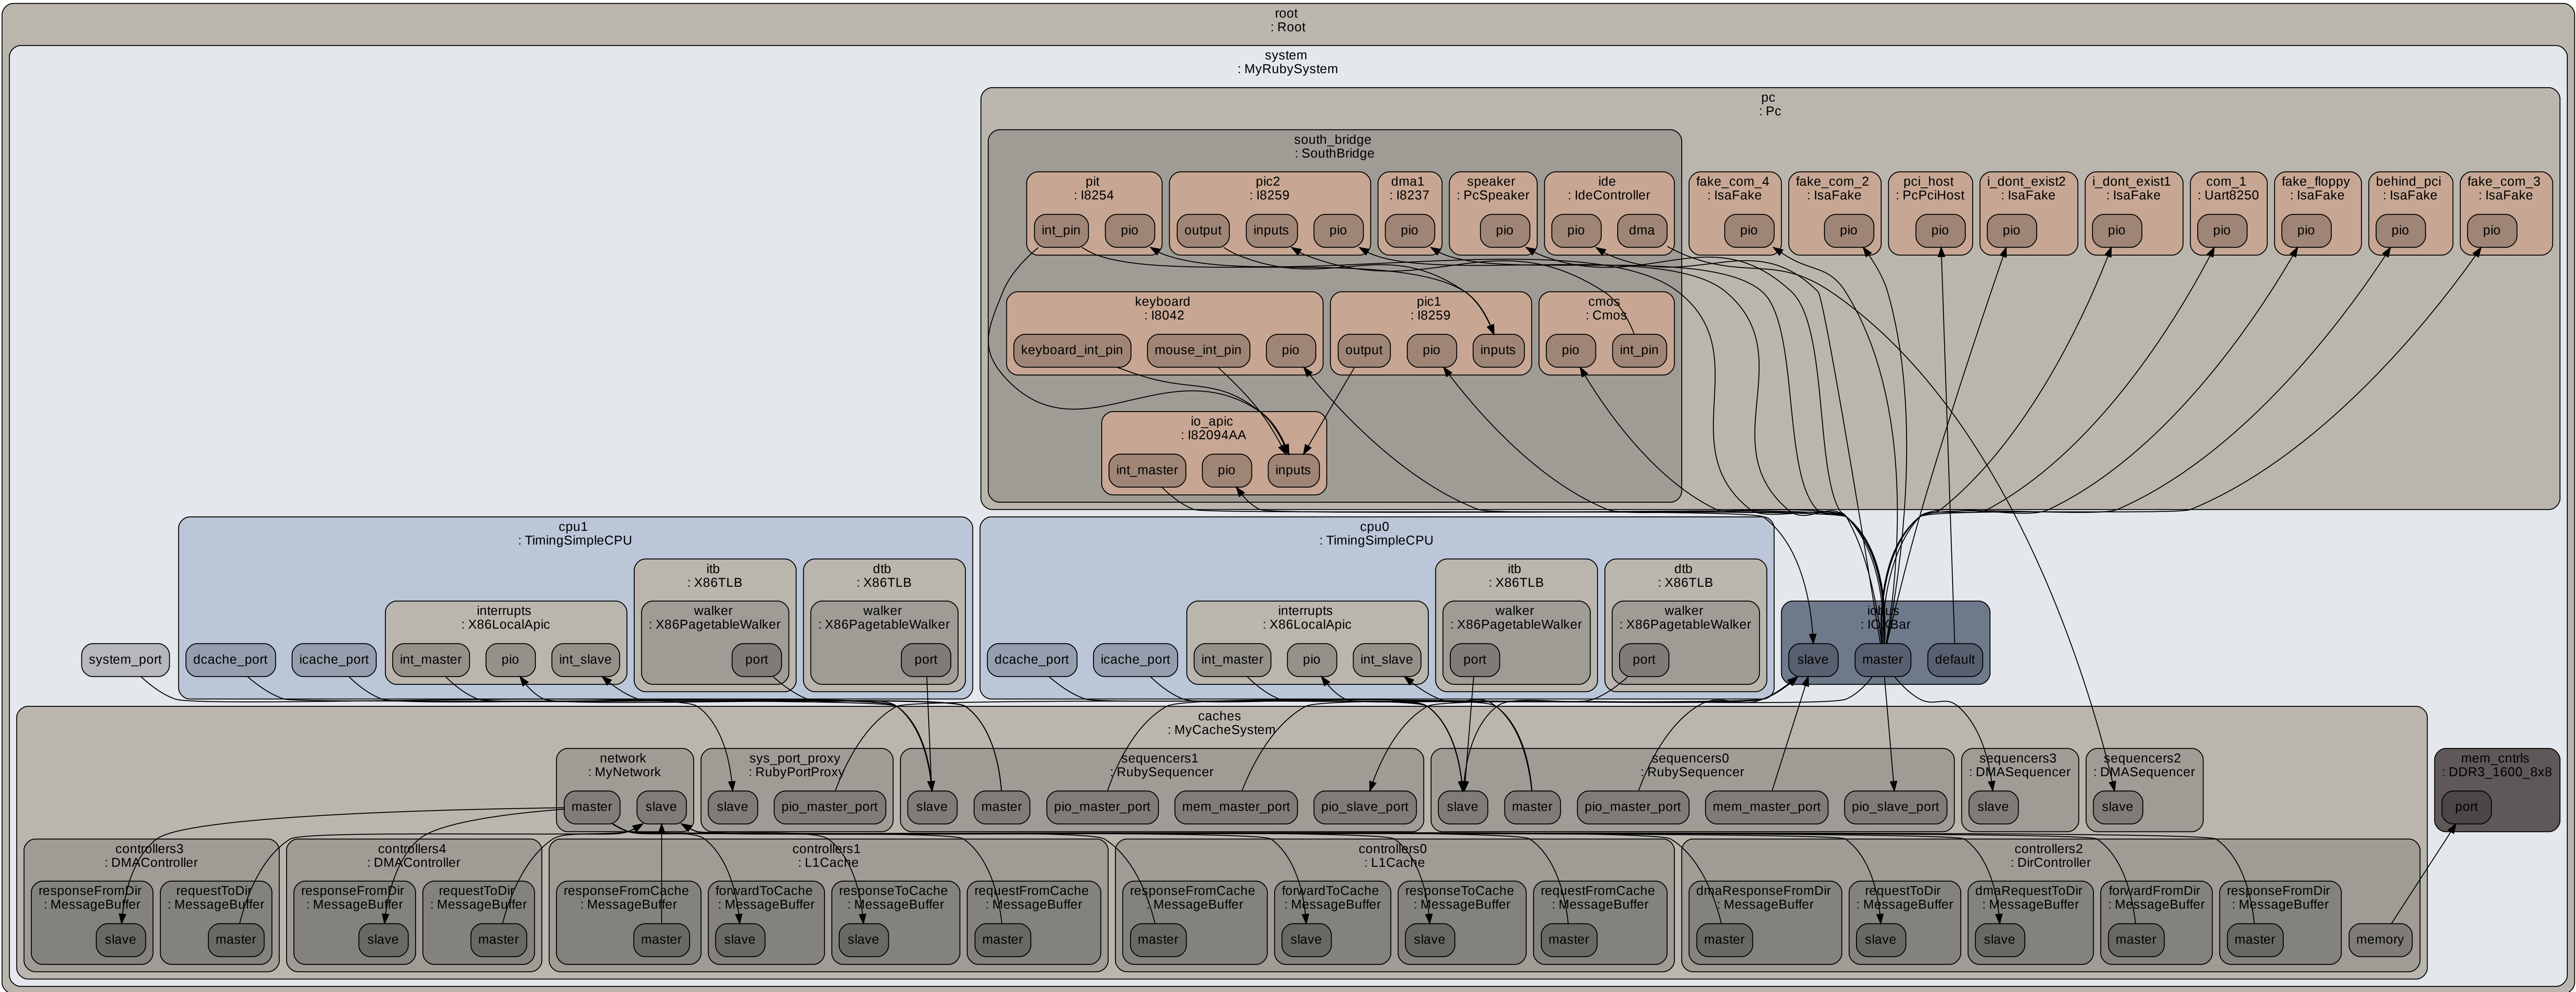 root
: Root
system
: MyRubySystem
pc
: Pc
south_bridge
: SouthBridge
pit
: I8254
int_pin
pio
pic2
: I8259
output
inputs
pio
dma1
: I8237
pio
speaker
: PcSpeaker
pio
ide
: IdeController
pio
dma
fake_com_4
: IsaFake
pio
fake_com_2
: IsaFake
pio
pci_host
: PcPciHost
pio
i_dont_exist2
: IsaFake
pio
i_dont_exist1
: IsaFake
pio
com_1
: Uart8250
pio
fake_floppy
: IsaFake
pio
behind_pci
: IsaFake
pio
fake_com_3
: IsaFake
pio
keyboard
: I8042
keyboard_int_pin
mouse_int_pin
pio
pic1
: I8259
output
pio
inputs
cmos
: Cmos
pio
int_pin
io_apic
: I82094AA
int_master
pio
inputs
system_port
cpu1
: TimingSimpleCPU
dcache_port
icache_port
interrupts
: X86LocalApic
int_master
pio
int_slave
itb
: X86TLB
walker
: X86PagetableWalker
port
dtb
: X86TLB
walker
: X86PagetableWalker
port
cpu0
: TimingSimpleCPU
dcache_port
icache_port
interrupts
: X86LocalApic
int_master
pio
int_slave
itb
: X86TLB
walker
: X86PagetableWalker
port
dtb
: X86TLB
walker
: X86PagetableWalker
port
iobus
: IOXBar
slave
master
default
caches
: MyCacheSystem
network
: MyNetwork
master
slave
sys_port_proxy
: RubyPortProxy
slave
pio_master_port
sequencers1
: RubySequencer
slave
master
pio_master_port
mem_master_port
pio_slave_port
sequencers0
: RubySequencer
slave
master
pio_master_port
mem_master_port
pio_slave_port
sequencers3
: DMASequencer
slave
sequencers2
: DMASequencer
slave
mem_cntrls
: DDR3_1600_8x8
port
controllers3
: DMAController
responseFromDir
: MessageBuffer
slave
requestToDir
: MessageBuffer
master
controllers4
: DMAController
responseFromDir
: MessageBuffer
slave
requestToDir
: MessageBuffer
master
controllers1
: L1Cache
responseFromCache
: MessageBuffer
master
forwardToCache
: MessageBuffer
slave
responseToCache
: MessageBuffer
slave
requestFromCache
: MessageBuffer
master
controllers0
: L1Cache
responseFromCache
: MessageBuffer
master
forwardToCache
: MessageBuffer
slave
responseToCache
: MessageBuffer
slave
requestFromCache
: MessageBuffer
master
controllers2
: DirController
dmaResponseFromDir
: MessageBuffer
master
requestToDir
: MessageBuffer
slave
dmaRequestToDir
: MessageBuffer
slave
forwardFromDir
: MessageBuffer
master
responseFromDir
: MessageBuffer
master
memory